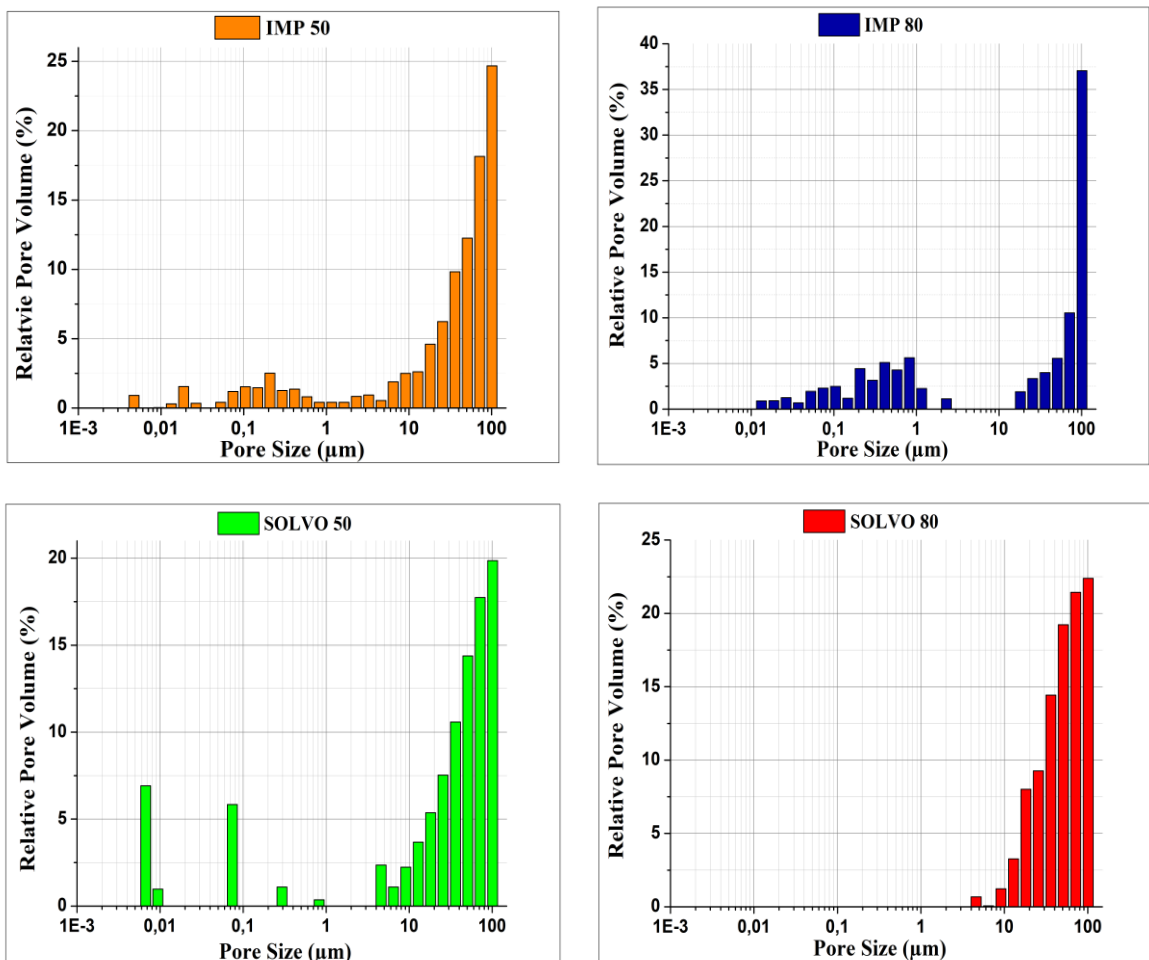 IMP 50
Relatvie Pore Volume (%)
25
20
15
10
5
0
1E-3 0,01 0,1 1 10 100
Pore Size (µm)
IMP 80
Relative Pore Volume (%)
40
35
30
25
20
15
10
5
0
1E-3 0,01 0,1 1 10 100
Pore Size (µm)
SOLVO 50
Relative Pore Volume (%)
20
15
10
5
0
1E-3 0,01 0,1 1 10 100
Pore Size (µm)
SOLVO 80
Relative Pore Volume (%)
25
20
15
10
5
0
1E-3 0,01 0,1 1 10 100
Pore Size (µm)